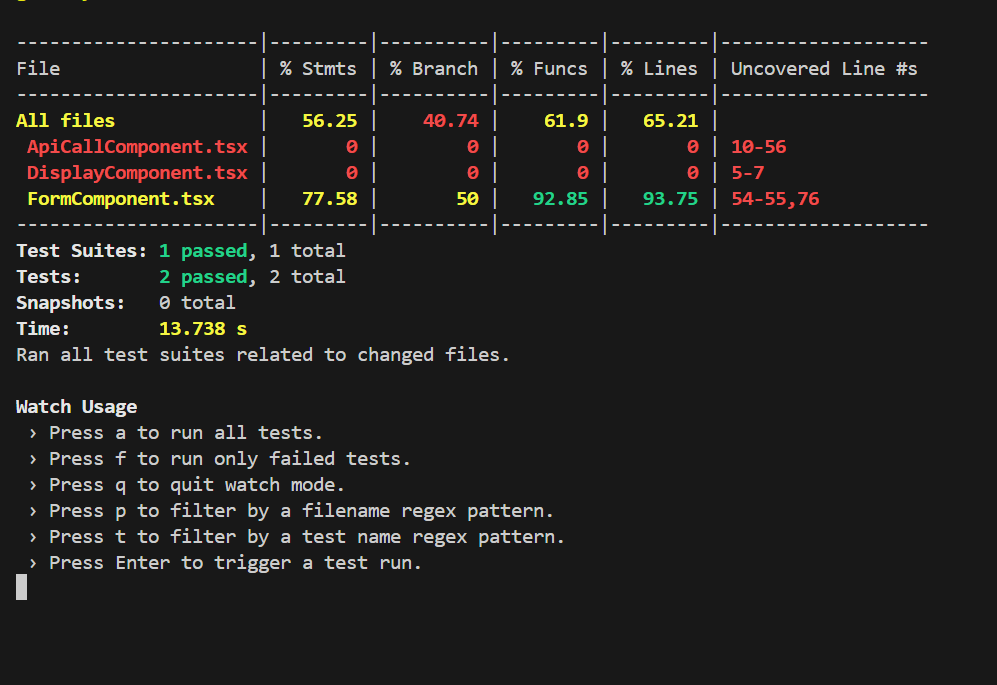 ----------------------|---------|----------|---------|---------|-------------------
File                  | % Stmts | % Branch | % Funcs | % Lines | Uncovered Line #s
----------------------|---------|----------|---------|---------|-------------------
All files             |   56.25 |    40.74 |    61.9 |   65.21 |
 ApiCallComponent.tsx |       0 |        0 |       0 |       0 | 10-56
 DisplayComponent.tsx |       0 |        0 |       0 |       0 | 5-7
 FormComponent.tsx    |   77.58 |       50 |   92.85 |   93.75 | 54-55,76
----------------------|---------|----------|---------|---------|-------------------
Test Suites: 1 passed, 1 total
Tests:       2 passed, 2 total
Snapshots:   0 total
Time:        13.738 s
Ran all test suites related to changed files.
Watch Usage
 › Press a to run all tests.
 › Press f to run only failed tests.
 › Press q to quit watch mode.
 › Press p to filter by a filename regex pattern.
 › Press t to filter by a test name regex pattern.
 › Press Enter to trigger a test run.